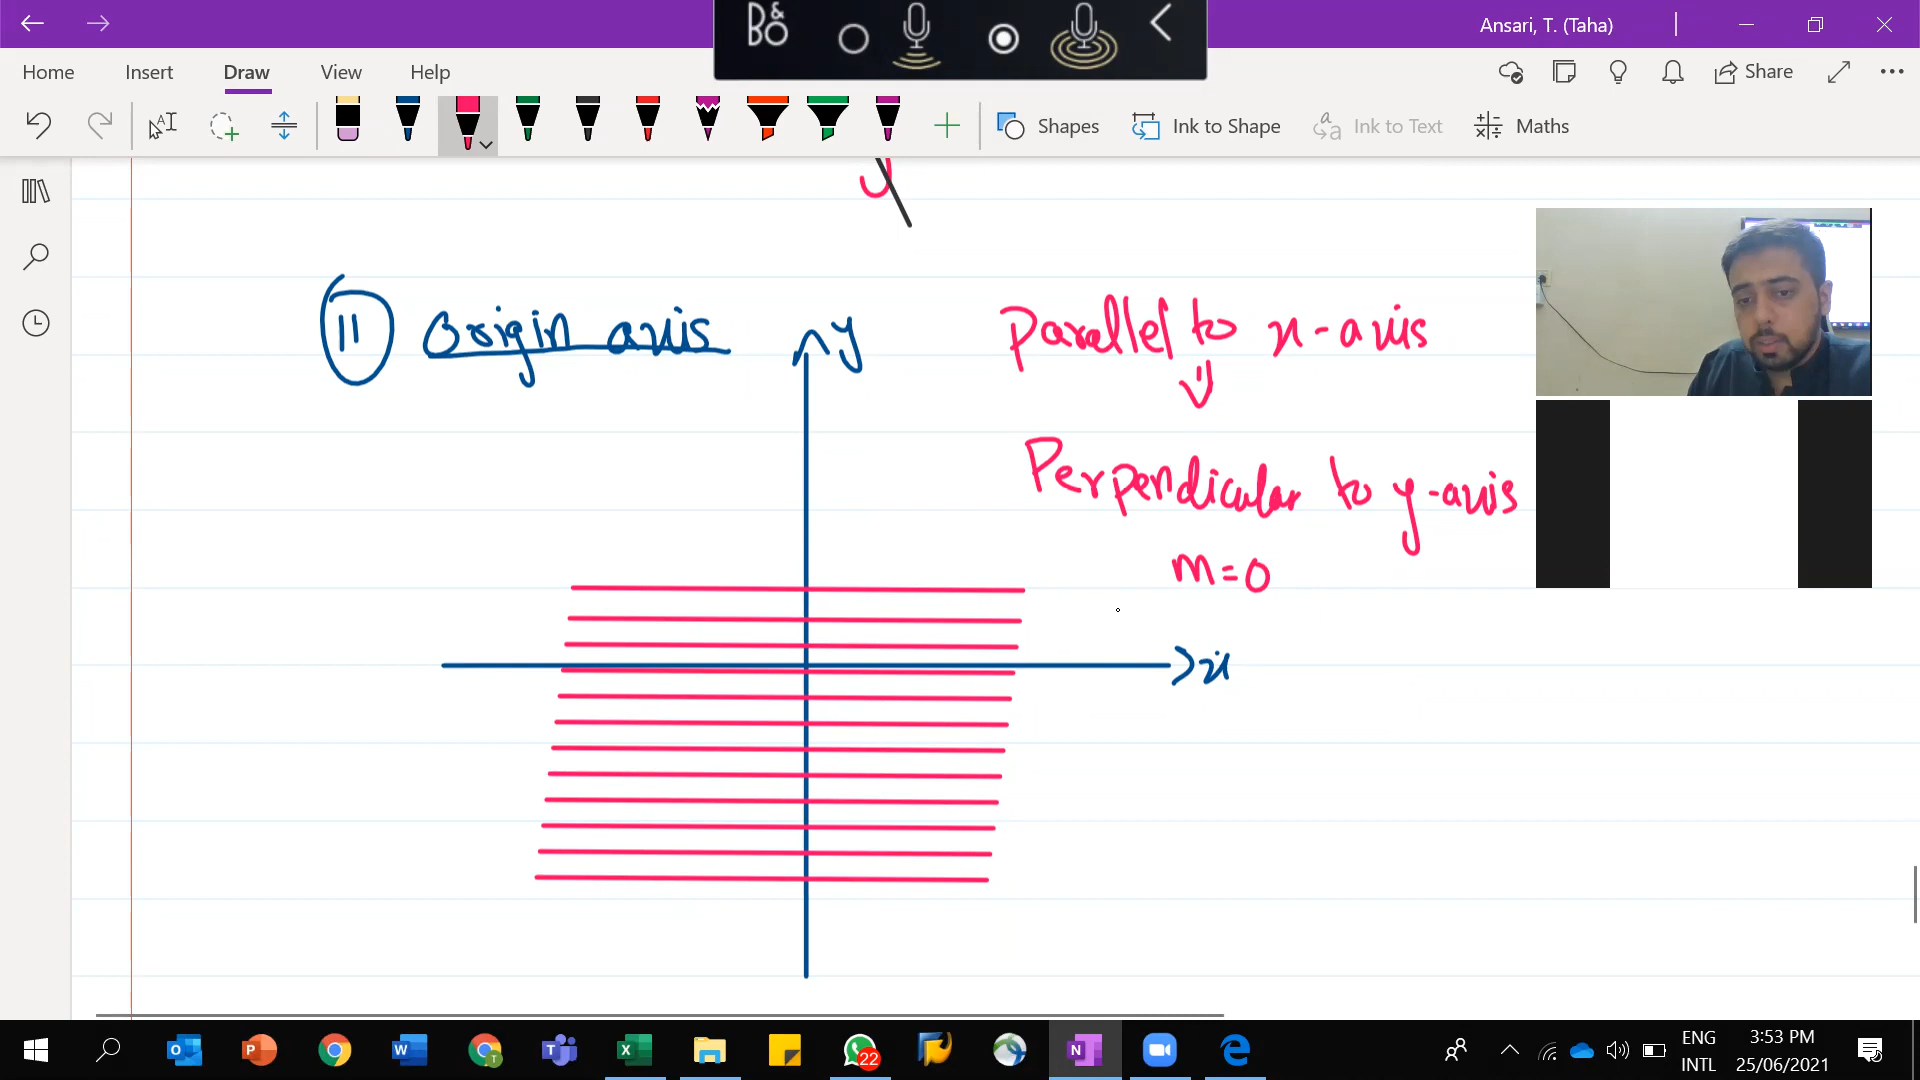 B&O
Ansari, T. (Taha)
Home Insert Draw View Help
Share
Shapes Ink to Shape Ink to Text Maths
y
11 Origin axis
y
Parallel to x-axis
Perpendicular to y-axis
m=0
x
22
ENG
INTL
3:53 PM
25/06/2021